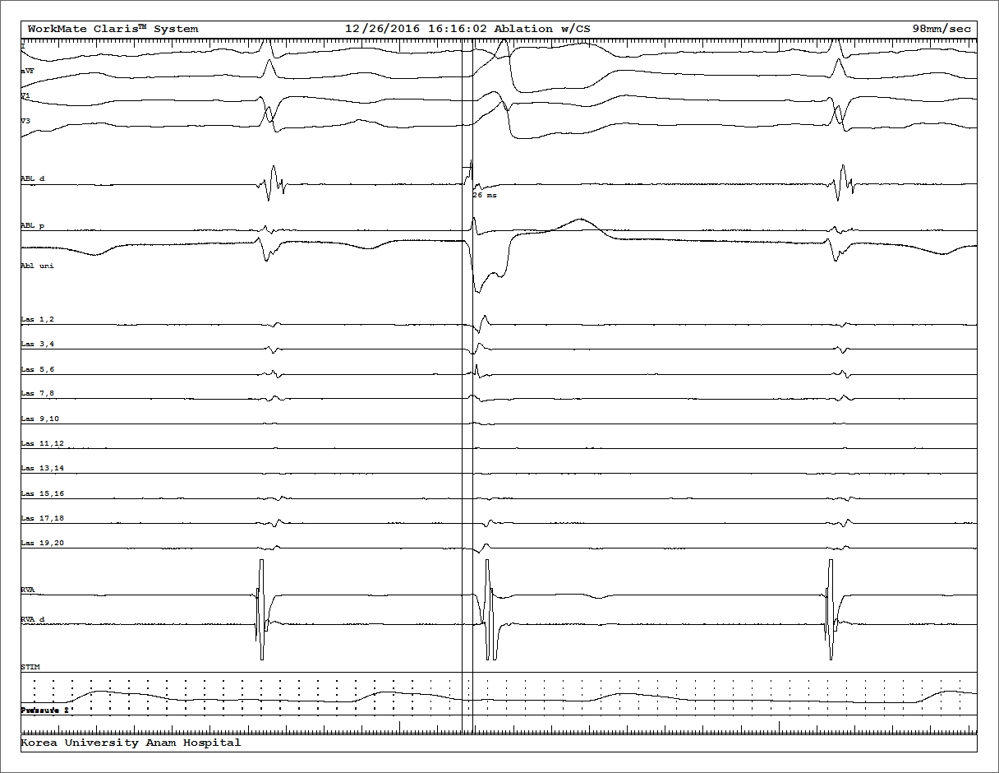 WorkMate Claris™ System 12/26/2016 16:16:02 Ablation w/CS 98mm/sec
I
aVF
V1
V3
ABL d
26 ms
ABL p
Abl uni
Las 1,2
Las 3,4
Las 5,6
Las 7,8
Las 9,10
Las 11,12
Las 13,14
Las 15,16
Las 17,18
Las 19,20
RVA
RVA d
STIM
Pressure 2
Korea University Anam Hospital